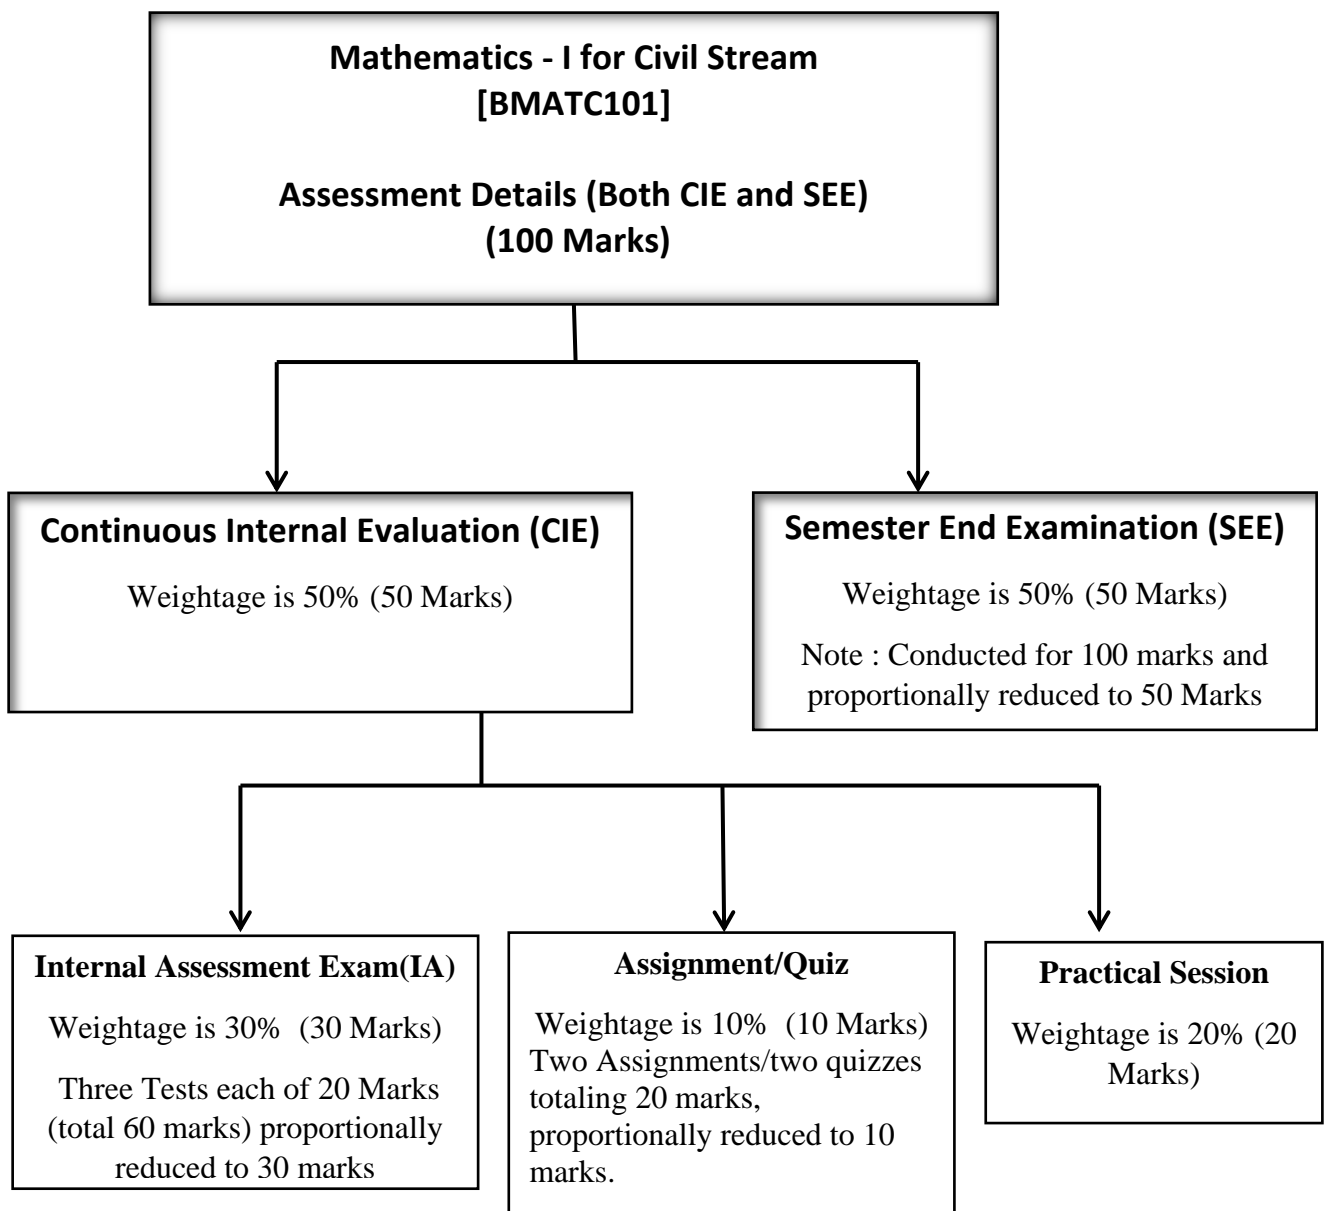 Mathematics - I for Civil Stream
[BMATC101]
Assessment Details (Both CIE and SEE)
(100 Marks)
Continuous Internal Evaluation (CIE)
Weightage is 50% (50 Marks)
Semester End Examination (SEE)
Weightage is 50% (50 Marks)
Note : Conducted for 100 marks and
proportionally reduced to 50 Marks
Internal Assessment Exam(IA)
Weightage is 30% (30 Marks)
Three Tests each of 20 Marks
(total 60 marks) proportionally
reduced to 30 marks
Assignment/Quiz
Weightage is 10% (10 Marks)
Two Assignments/two quizzes
totaling 20 marks,
proportionally reduced to 10
marks.
Practical Session
Weightage is 20% (20
Marks)